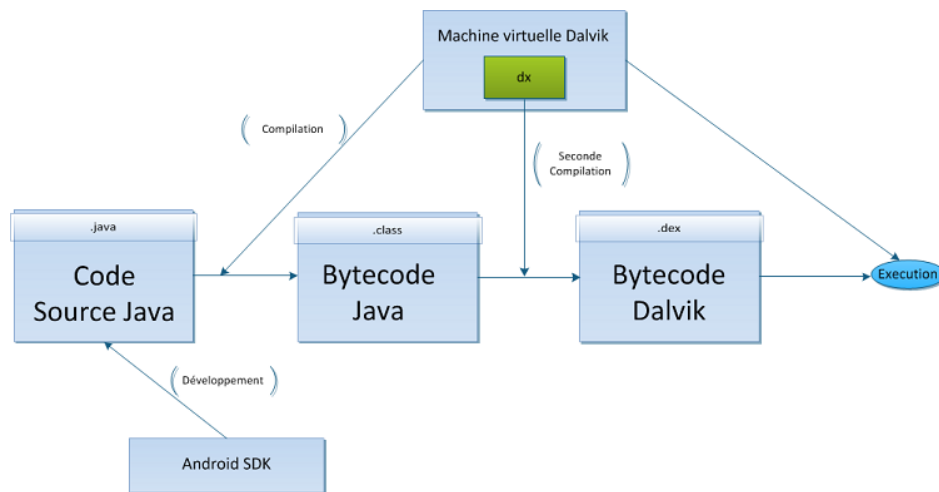 Machine virtuelle Dalvik
dx
Compilation
Seconde
Compilation
.java
Code
Source Java
.class
Bytecode
Java
.dex
Bytecode
Dalvik
Execution
Développement
Android SDK